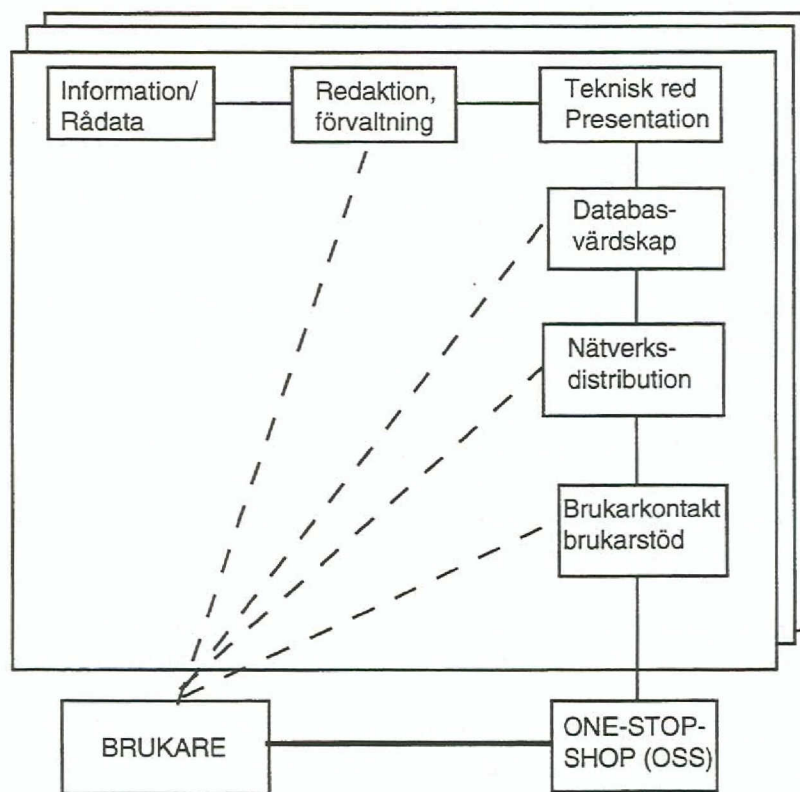 Information/
Rådata
Redaktion,
förvaltning
Teknisk red
Presentation
Databas-
värdskap
Nätverks-
distribution
Brukarkontakt
brukarstöd
BRUKARE
ONE-STOP-
SHOP (OSS)